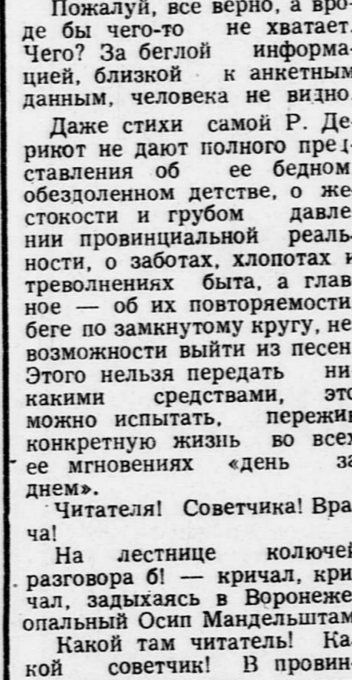 Пожалуй, все верно, а вро-
де бы чего-то не хватает.
Чего? За беглой информа-
цией, близкой к анкетным
данным, человека не видно.
Даже стихи самой Р. Де-
рикот не дают полного пред-
ставления об ее бедном
обездоленном детстве, о же-
стокости и грубом давле-
нии провинциальной реаль-
ности, о заботах, хлопотах и
треволнениях быта, а глав-
ное — об их повторяемости
беге по замкнутому кругу, не-
возможности выйти из песен
Этого нельзя передать ни-
какими средствами, это
можно испытать, пережив
конкретную жизнь во всех
ее мгновениях «день за
днем».
Читателя! Советчика! Вра-
ча!
На лестнице колючей
разговора б! — кричал, кри-
чал, задыхаясь в Воронеже
опальный Осип Мандельштам
Какой там читатель! Ка-
кой советчик! В провин-